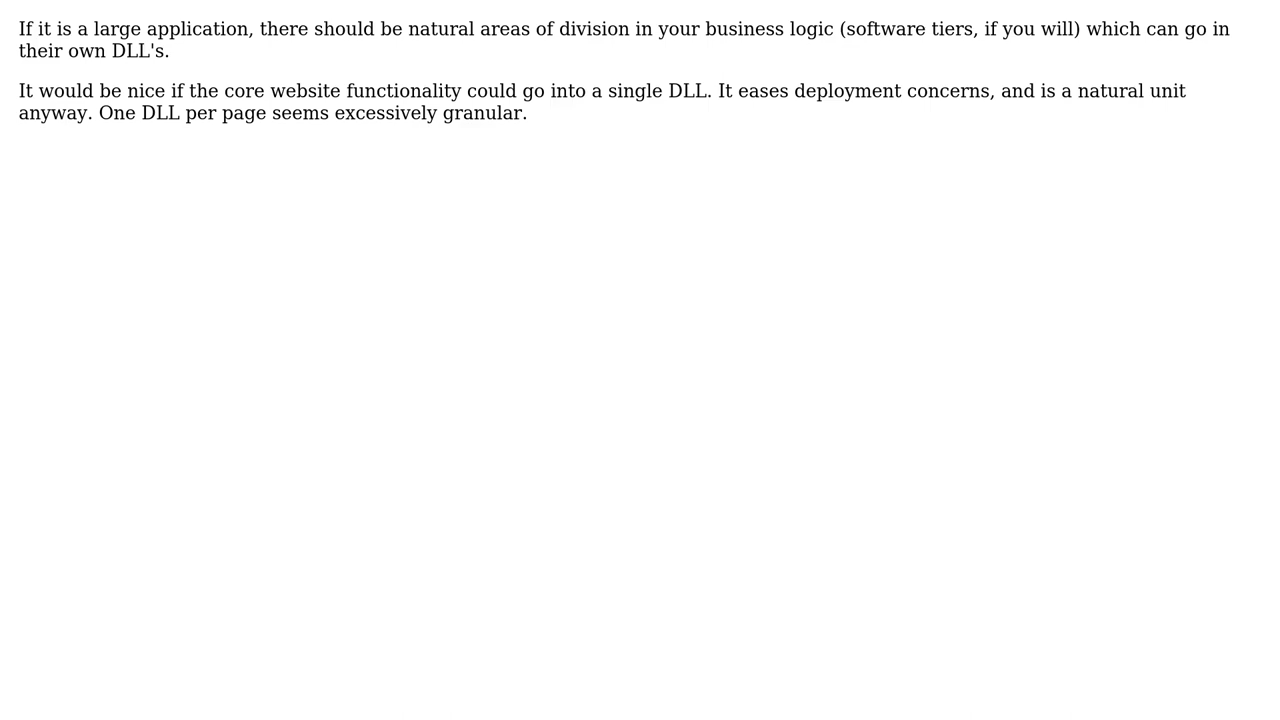 If it is a large application, there should be natural areas of division in your business logic (software tiers, if you will) which can go in
their own DLL's.
It would be nice if the core website functionality could go into a single DLL. It eases deployment concerns, and is a natural unit
anyway. One DLL per page seems excessively granular.